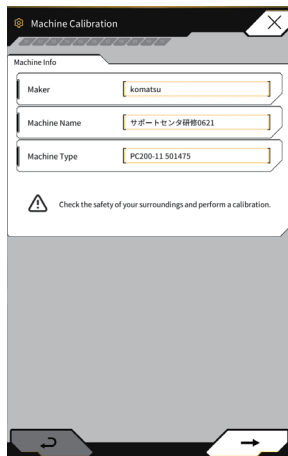 Machine Calibration
Machine Info
Maker
komatsu
Machine Name
サポートセンタ研修0621
Machine Type
PC200-11 501475
Check the safety of your surroundings and perform a calibration.